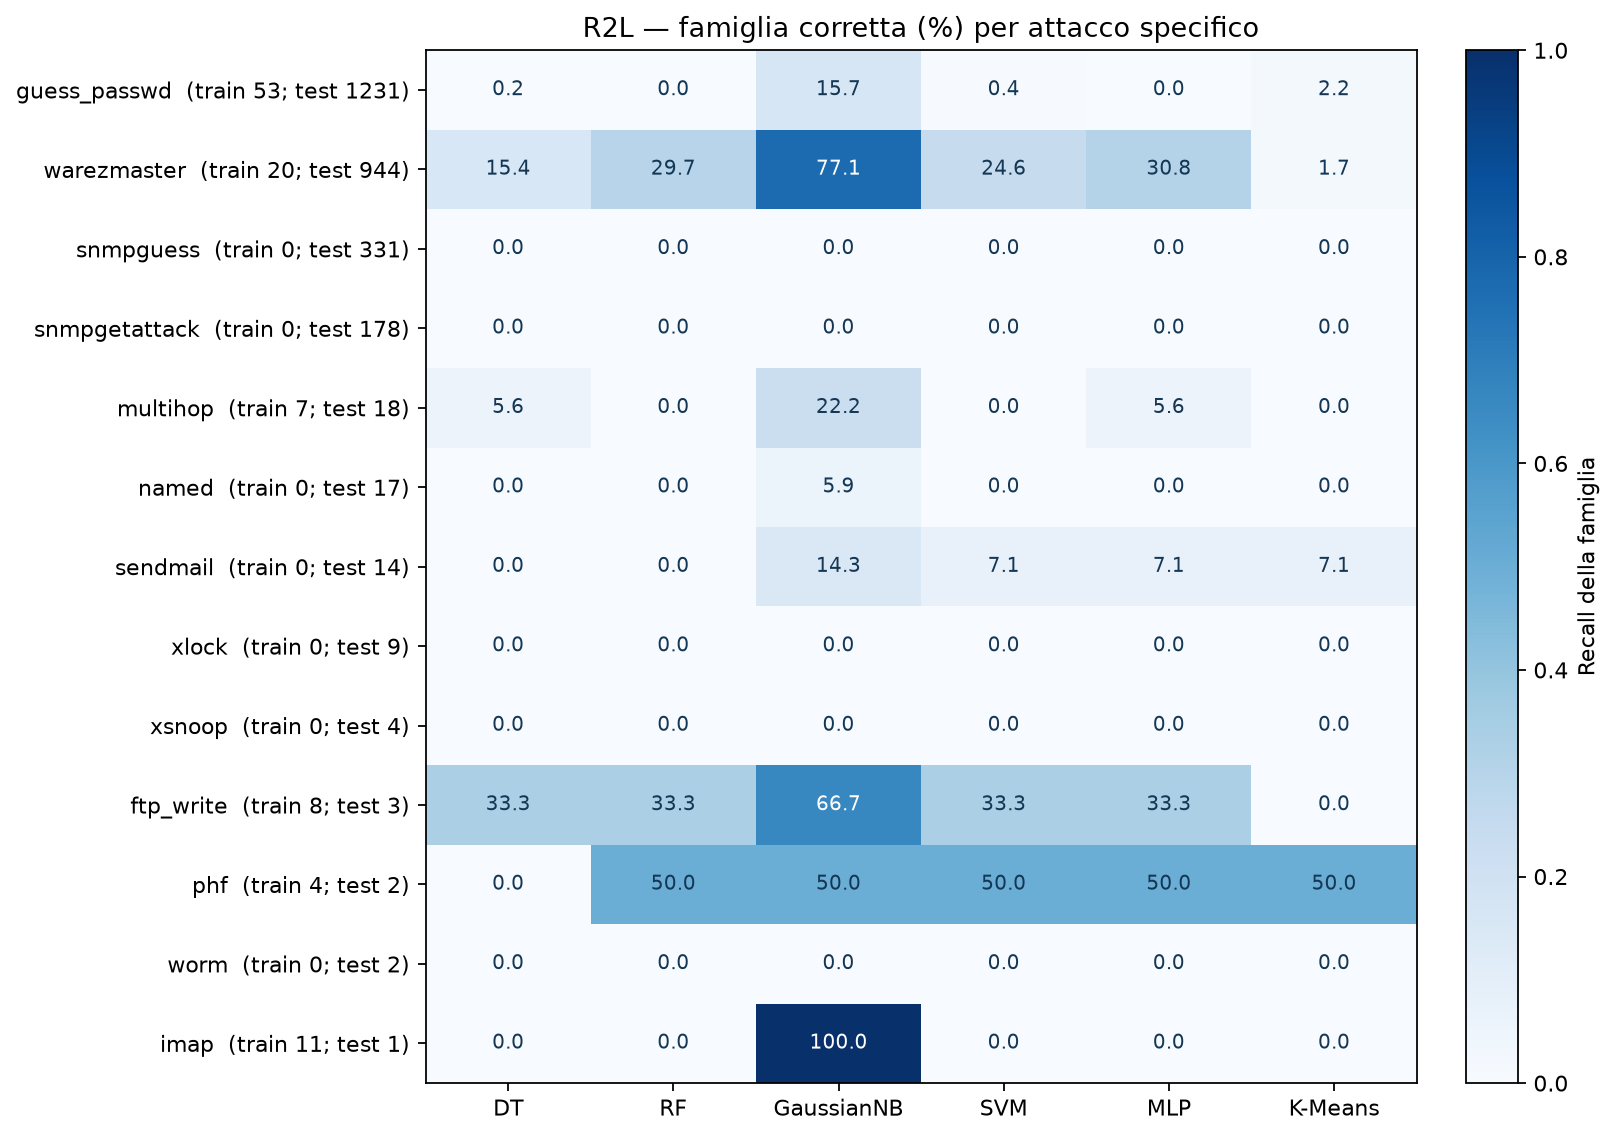 R2L — famiglia corretta (%) per attacco specifico
guess_passwd (train 53; test 1231) 0.2 0.0 15.7 0.4 0.0 2.2
warezmaster (train 20; test 944) 15.4 29.7 77.1 24.6 30.8 1.7
snmpguess (train 0; test 331) 0.0 0.0 0.0 0.0 0.0 0.0
snmpgetattack (train 0; test 178) 0.0 0.0 0.0 0.0 0.0 0.0
multihop (train 7; test 18) 5.6 0.0 22.2 0.0 5.6 0.0
named (train 0; test 17) 0.0 0.0 5.9 0.0 0.0 0.0
sendmail (train 0; test 14) 0.0 0.0 14.3 7.1 7.1 7.1
xlock (train 0; test 9) 0.0 0.0 0.0 0.0 0.0 0.0
xsnoop (train 0; test 4) 0.0 0.0 0.0 0.0 0.0 0.0
ftp_write (train 8; test 3) 33.3 33.3 66.7 33.3 33.3 0.0
phf (train 4; test 2) 0.0 50.0 50.0 50.0 50.0 50.0
worm (train 0; test 2) 0.0 0.0 0.0 0.0 0.0 0.0
imap (train 11; test 1) 0.0 0.0 100.0 0.0 0.0 0.0
DT RF GaussianNB SVM MLP K-Means
1.0
0.8
0.6
0.4
0.2
0.0
Recall della famiglia